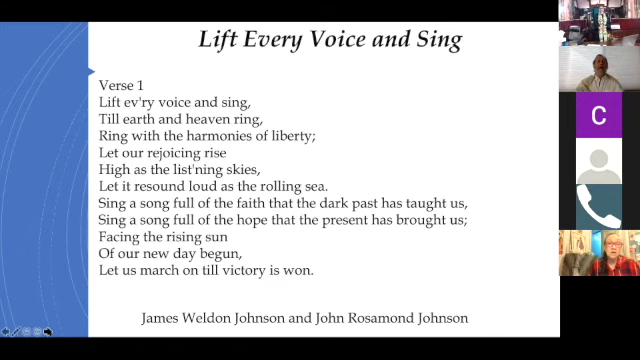 Lift Every Voice and Sing
Verse 1
Lift ev'ry voice and sing,
Till earth and heaven ring,
Ring with the harmonies of liberty;
Let our rejoicing rise
High as the list'ning skies,
Let it resound loud as the rolling sea.
Sing a song full of the faith that the dark past has taught us,
Sing a song full of the hope that the present has brought us;
Facing the rising sun
Of our new day begun,
Let us march on till victory is won.
James Weldon Johnson and John Rosamond Johnson
C